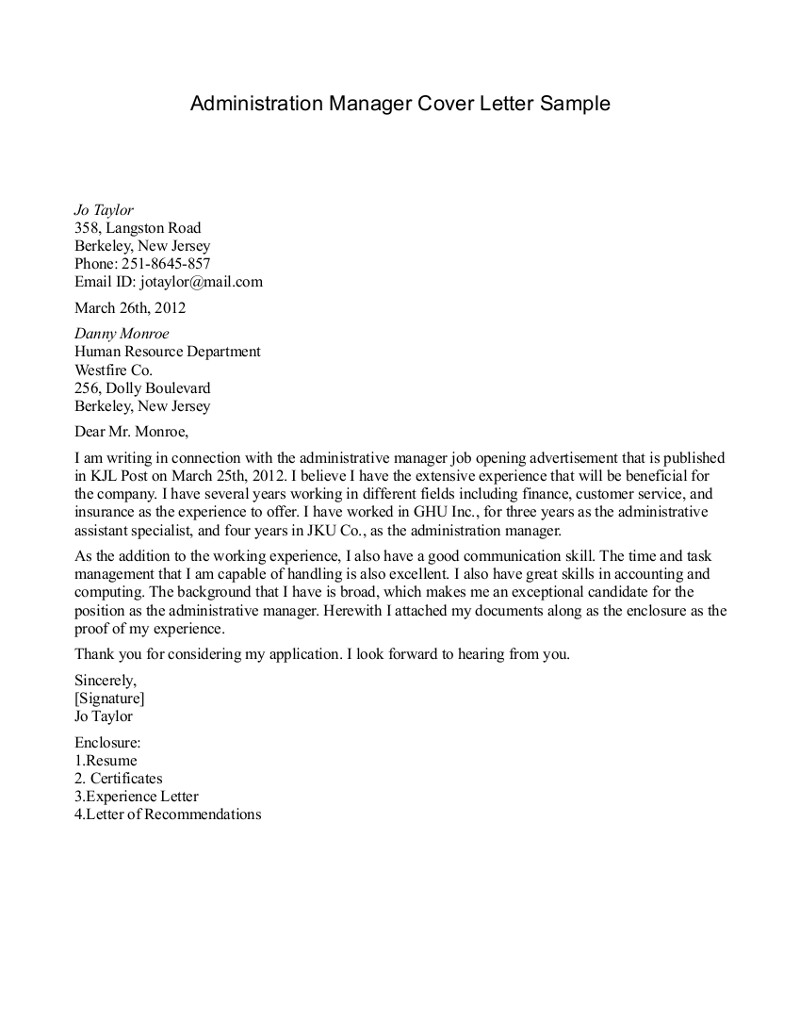 Administration Manager Cover Letter Sample
Jo Taylor
358, Langston Road
Berkeley, New Jersey
Phone: 251-8645-857
Email ID: jotaylor@mail.com
March 26th, 2012
Danny Monroe
Human Resource Department
Westfire Co.
256, Dolly Boulevard
Berkeley, New Jersey
Dear Mr. Monroe,
I am writing in connection with the administrative manager job opening advertisement that is published
in KJL Post on March 25th, 2012. I believe I have the extensive experience that will be beneficial for
the company. I have several years working in different fields including finance, customer service, and
insurance as the experience to offer. I have worked in GHU Inc., for three years as the administrative
assistant specialist, and four years in JKU Co., as the administration manager.
As the addition to the working experience, I also have a good communication skill. The time and task
management that I am capable of handling is also excellent. I also have great skills in accounting and
computing. The background that I have is broad, which makes me an exceptional candidate for the
position as the administrative manager. Herewith I attached my documents along as the enclosure as the
proof of my experience.
Thank you for considering my application. I look forward to hearing from you.
Sincerely,
[Signature]
Jo Taylor
Enclosure:
1.Resume
2. Certificates
3.Experience Letter
4.Letter of Recommendations